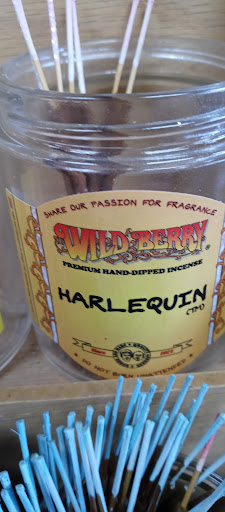 SHARE OUR PASSION FOR FRAGRANCE
WILD BERRY®
PREMIUM HAND-DIPPED INCENSE
HARLEQUIN
(TM)
DO NOT BURN UNATTENDED